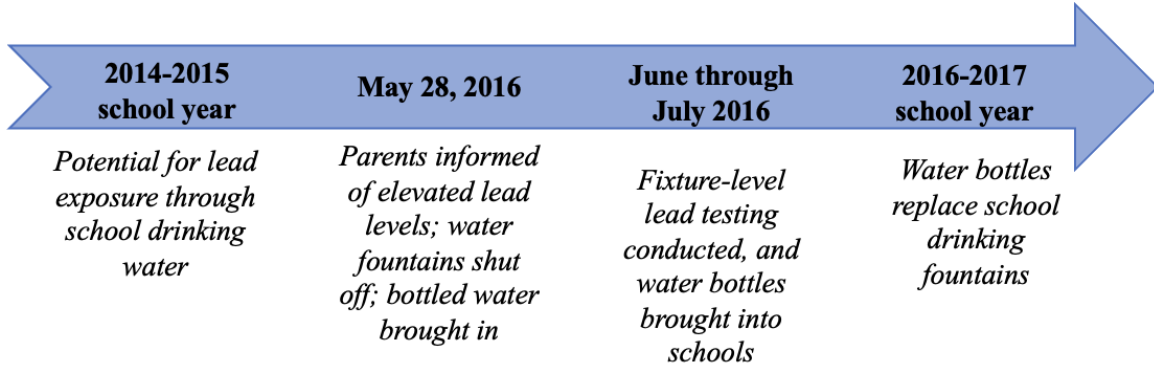 2014-2015
school year
May 28, 2016
June through
July 2016
2016-2017
school year
Potential for lead
exposure through
school drinking
water
Parents informed
of elevated lead
levels; water
fountains shut
off; bottled water
brought in
Fixture-level
lead testing
conducted, and
water bottles
brought into
schools
Water bottles
replace school
drinking
fountains